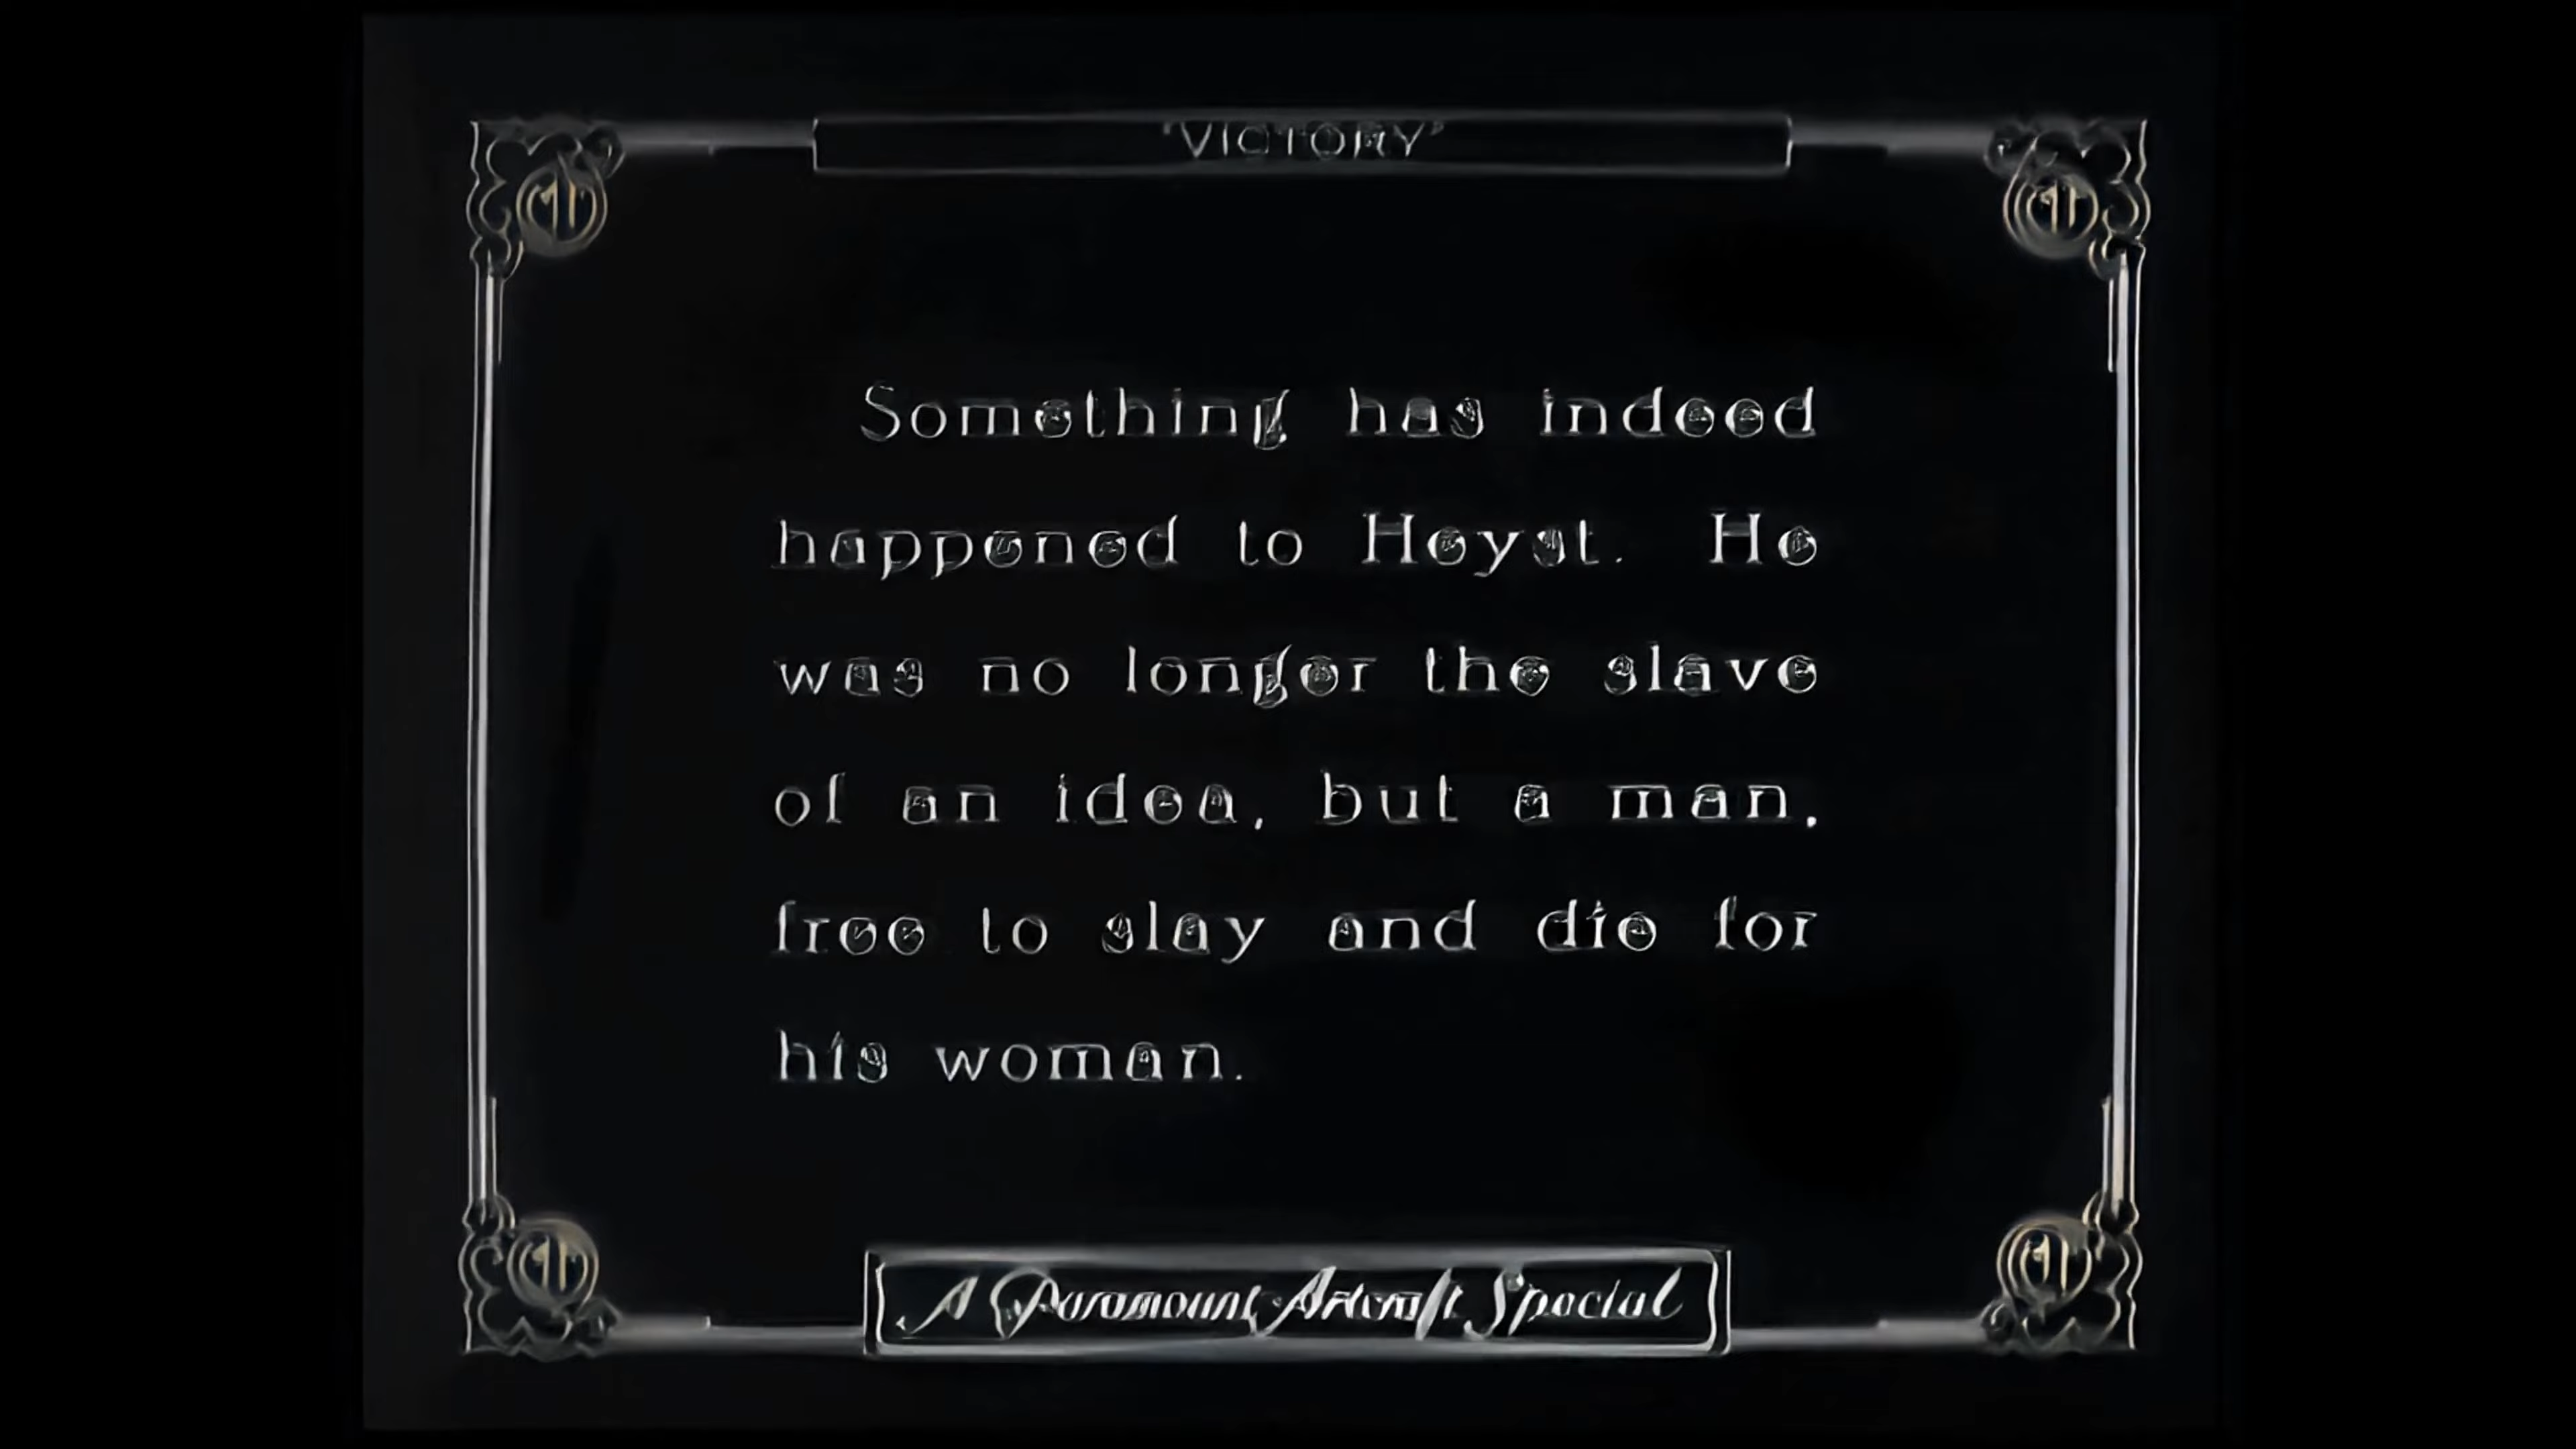 "VICTORY"
Something has indeed
happened to Heyst. He
was no longer the slave
of an idea, but a man,
free to slay and die for
his woman.
A Paramount-Artcraft Special